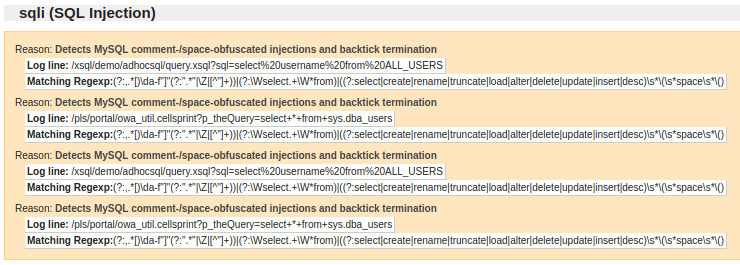 sqli (SQL Injection)
Reason: Detects MySQL comment-/space-obfuscated injections and backtick termination
Log line: /xsql/demo/adhocsql/query.xsql?sql=select%20username%20from%20ALL_USERS
Matching Regexp:(?:,.*[)\da-f"]"(?:".*"|\Z|[^"]+))|(?:\Wselect.+\W*from)|((?:select|create|rename|truncate|load|alter|delete|update|insert|desc)\s*\(\s*space\s*\()
Reason: Detects MySQL comment-/space-obfuscated injections and backtick termination
Log line: /pls/portal/owa_util.cellsprint?p_theQuery=select+*+from+sys.dba_users
Matching Regexp:(?:,.*[)\da-f"]"(?:".*"|\Z|[^"]+))|(?:\Wselect.+\W*from)|((?:select|create|rename|truncate|load|alter|delete|update|insert|desc)\s*\(\s*space\s*\()
Reason: Detects MySQL comment-/space-obfuscated injections and backtick termination
Log line: /xsql/demo/adhocsql/query.xsql?sql=select%20username%20from%20ALL_USERS
Matching Regexp:(?:,.*[)\da-f"]"(?:".*"|\Z|[^"]+))|(?:\Wselect.+\W*from)|((?:select|create|rename|truncate|load|alter|delete|update|insert|desc)\s*\(\s*space\s*\()
Reason: Detects MySQL comment-/space-obfuscated injections and backtick termination
Log line: /pls/portal/owa_util.cellsprint?p_theQuery=select+*+from+sys.dba_users
Matching Regexp:(?:,.*[)\da-f"]"(?:".*"|\Z|[^"]+))|(?:\Wselect.+\W*from)|((?:select|create|rename|truncate|load|alter|delete|update|insert|desc)\s*\(\s*space\s*\()